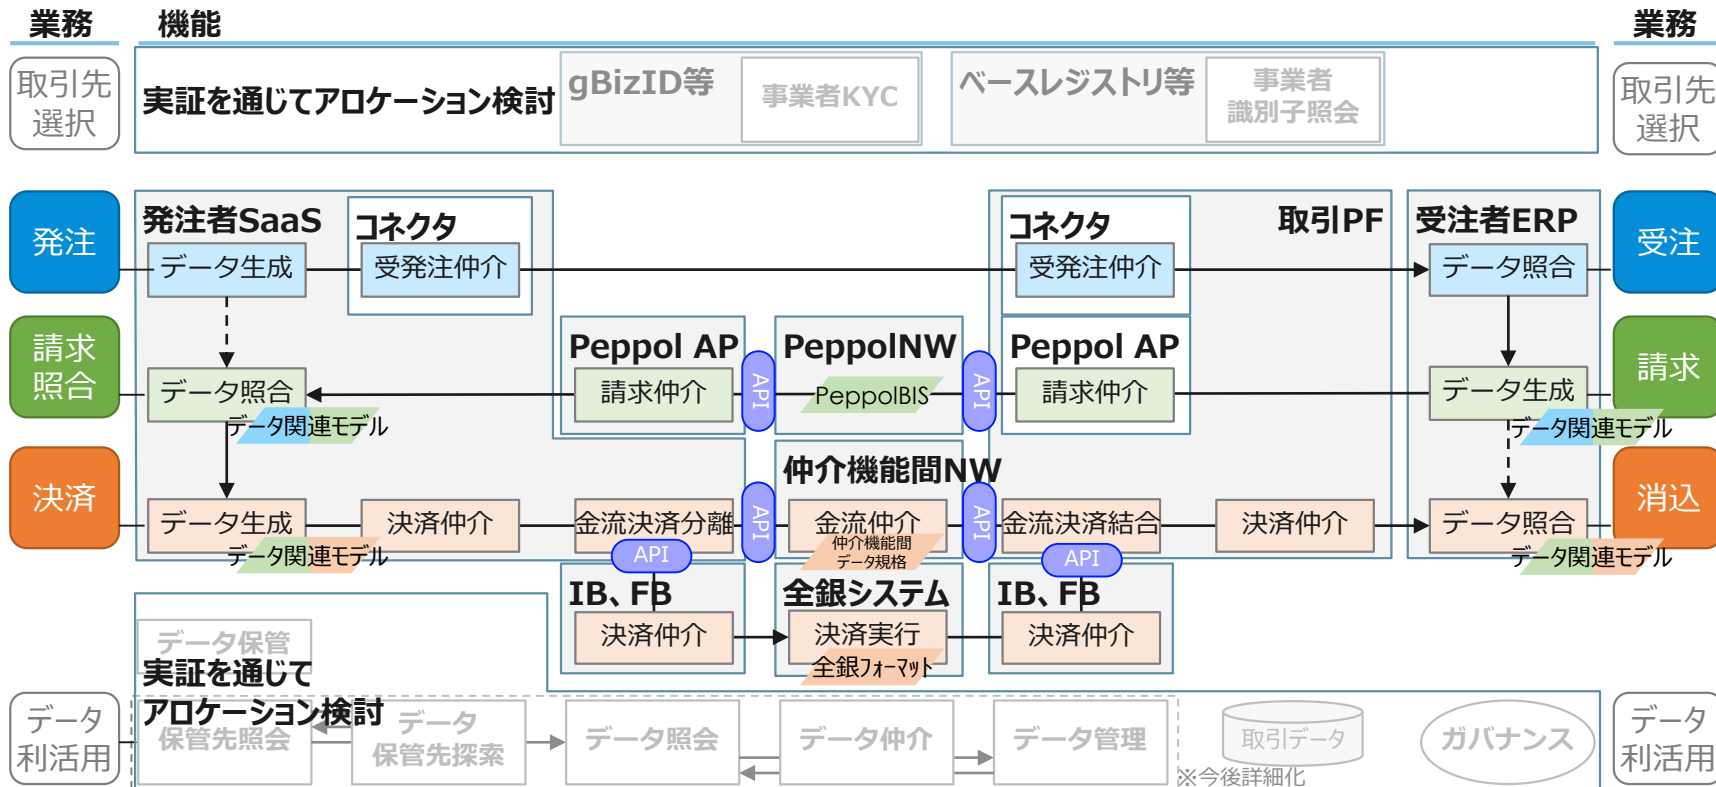 業務
機能
業務
取引先
選択
実証を通じてアロケーション検討
gBizID等
事業者KYC
ベースレジストリ等
事業者
識別子照会
取引先
選択
発注
発注者SaaS
コネクタ
データ生成
受発注仲介
コネクタ
受発注仲介
取引PF
受注者ERP
データ照合
受注
請求
照合
データ照合
データ関連モデル
Peppol AP
請求仲介
API
PeppolNW
PeppolBIS
API
Peppol AP
請求仲介
データ生成
データ関連モデル
請求
決済
データ生成
データ関連モデル
決済仲介
金流決済分離
API
API
仲介機能間NW
金流仲介
仲介機能間
データ規格
API
金流決済結合
API
決済仲介
データ照合
データ関連モデル
消込
IB、FB
決済仲介
全銀システム
決済実行
全銀フォーマット
IB、FB
決済仲介
データ保管
実証を通じて
アロケーション検討
データ
利活用
保管先照会
データ
保管先探索
データ照会
データ仲介
データ管理
取引データ
※今後詳細化
ガバナンス
データ
利活用